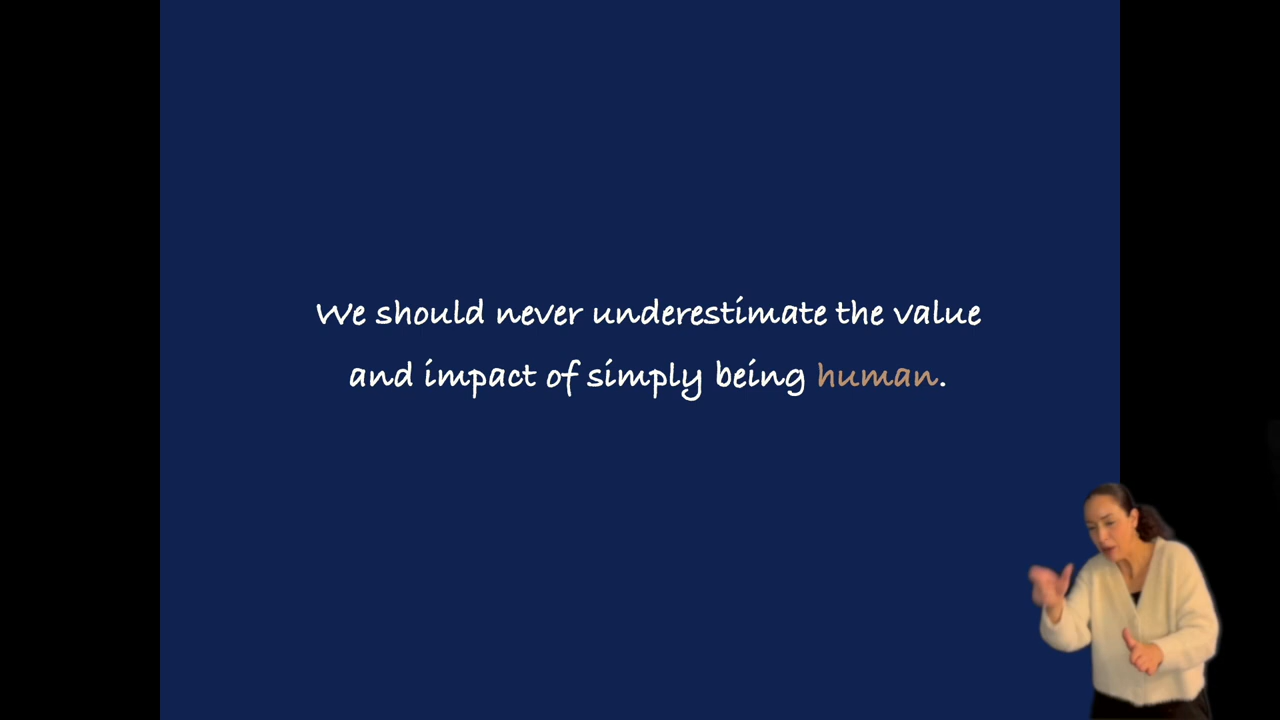 We should never underestimate the value
and impact of simply being human.